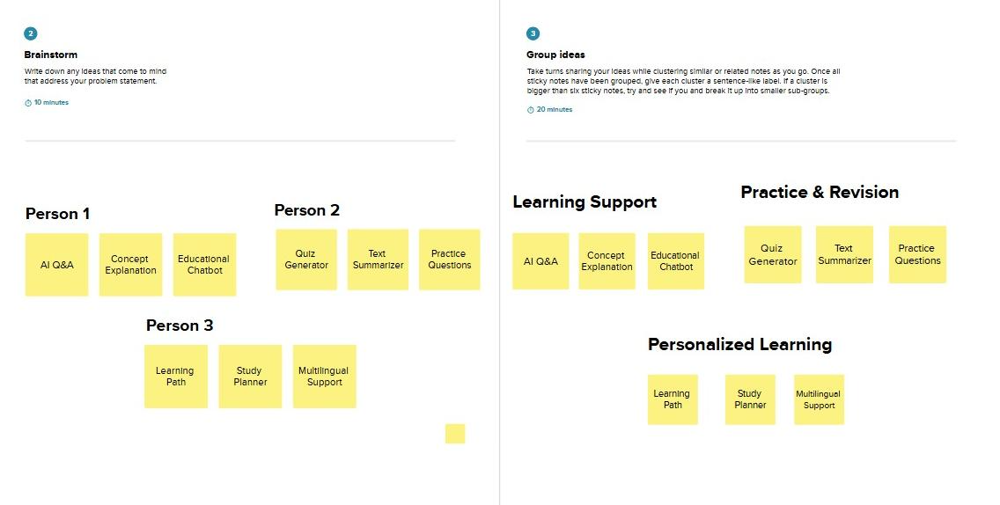 2
Brainstorm
Write down any ideas that come to mind
that address your problem statement.
10 minutes
Person 1
AI Q&A
Concept
Explanation
Educational
Chatbot
Person 2
Quiz
Generator
Text
Summarizer
Practice
Questions
Person 3
Learning
Path
Study
Planner
Multilingual
Support
3
Group ideas
Take turns sharing your ideas while clustering similar or related notes as you go. Once all
sticky notes have been grouped, give each cluster a sentence-like label. If a cluster is
bigger than six sticky notes, try and see if you and break it up into smaller sub-groups.
20 minutes
Learning Support
AI Q&A
Concept
Explanation
Educational
Chatbot
Practice & Revision
Quiz
Generator
Text
Summarizer
Practice
Questions
Personalized Learning
Learning
Path
Study
Planner
Multilingual
Support